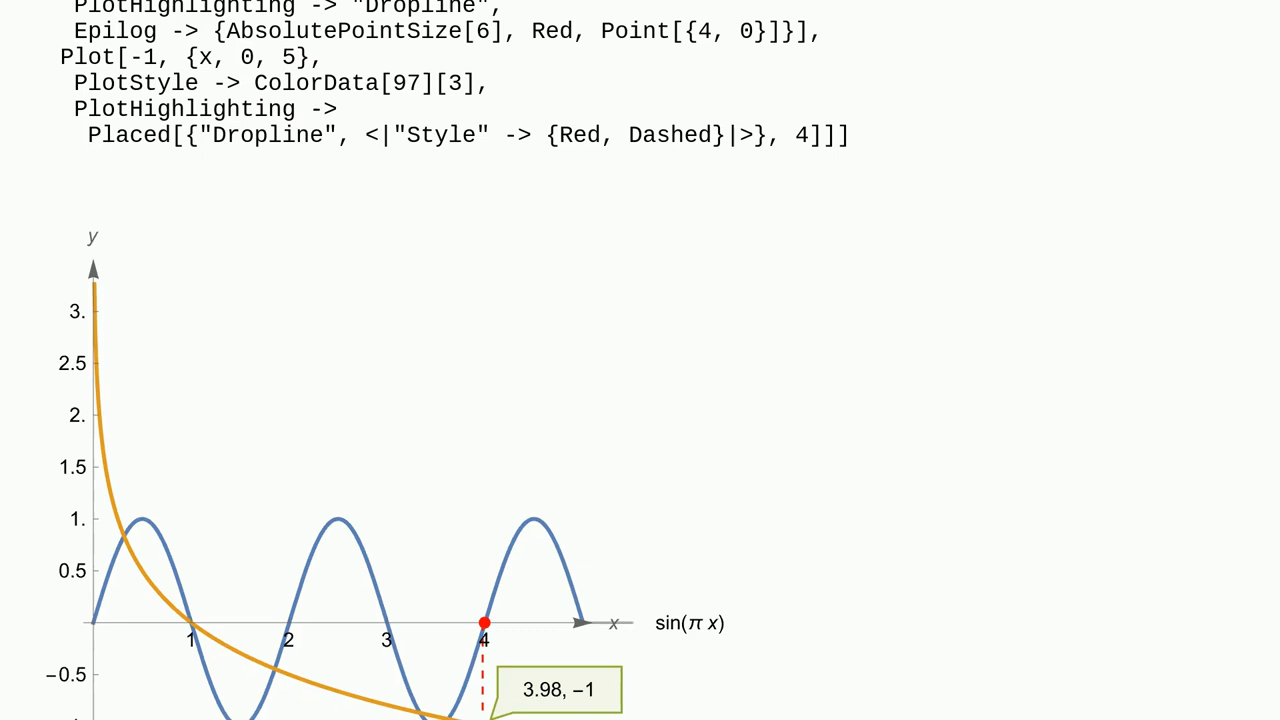 PlotHighlighting -> "Dropline",
Epilog -> {AbsolutePointSize[6], Red, Point[{4, 0}]}],
Plot[-1, {x, 0, 5},
PlotStyle -> ColorData[97][3],
PlotHighlighting ->
Placed[{"Dropline", <|"Style" -> {Red, Dashed}|>}, 4]]]
y
3.
2.5
2.
1.5
1.
0.5
x sin(π x)
1 2 3 4
−0.5
3.98, −1